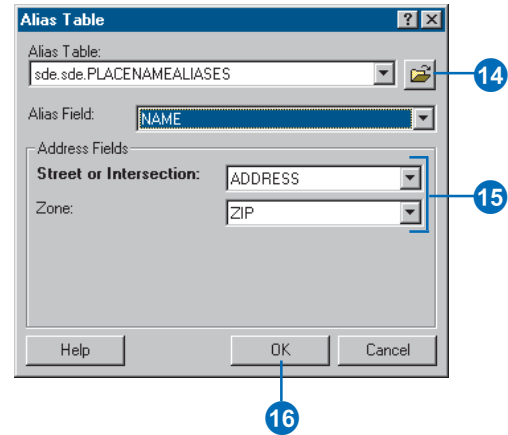 Alias Table
Alias Table:
sde.sde.PLACENAMEALIASES
14
Alias Field: NAME
Address Fields
Street or Intersection: ADDRESS
15
Zone: ZIP
Help OK Cancel
16